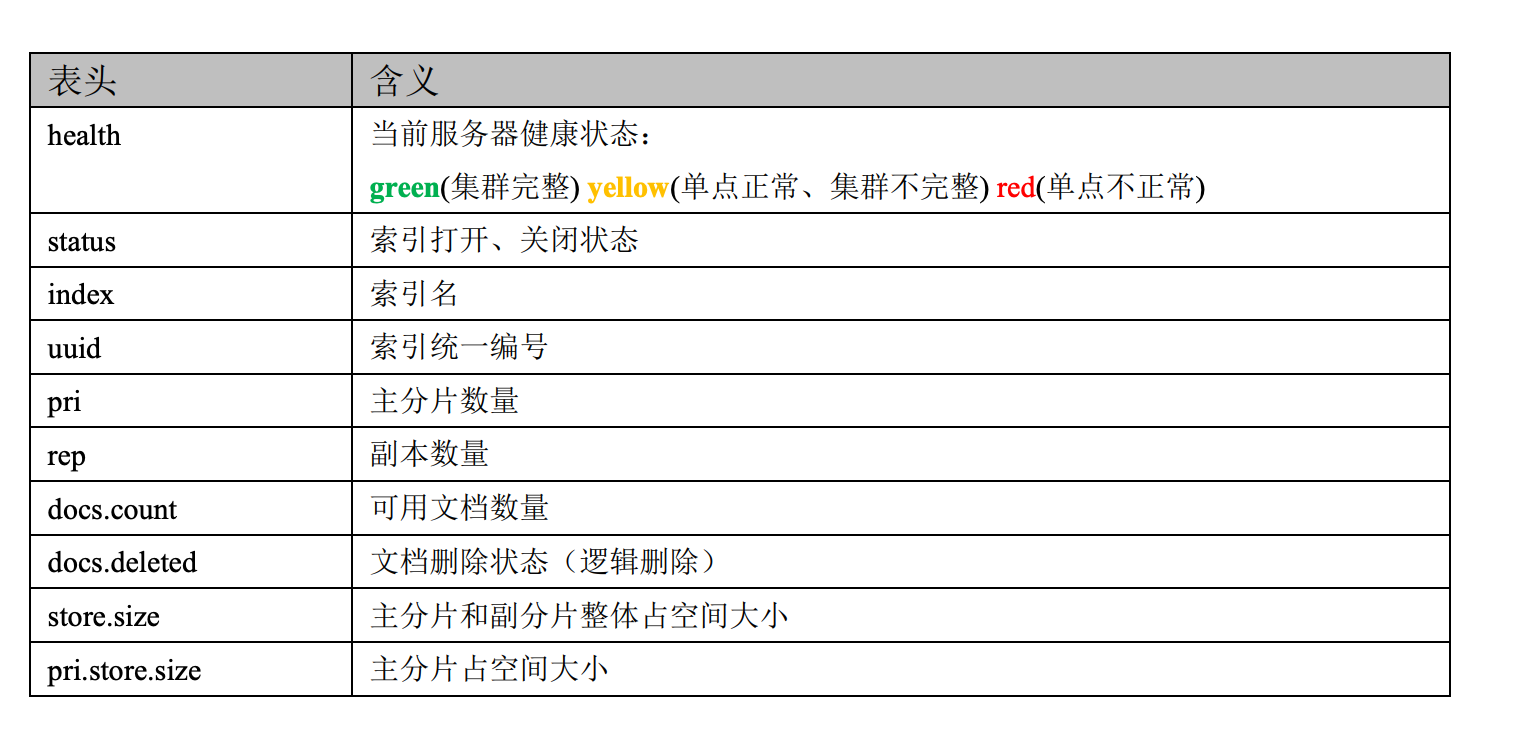 表头 含义
health 当前服务器健康状态：
green(集群完整) yellow(单点正常、集群不完整) red(单点不正常)
status 索引打开、关闭状态
index 索引名
uuid 索引统一编号
pri 主分片数量
rep 副本数量
docs.count 可用文档数量
docs.deleted 文档删除状态（逻辑删除）
store.size 主分片和副分片整体占空间大小
pri.store.size 主分片占空间大小